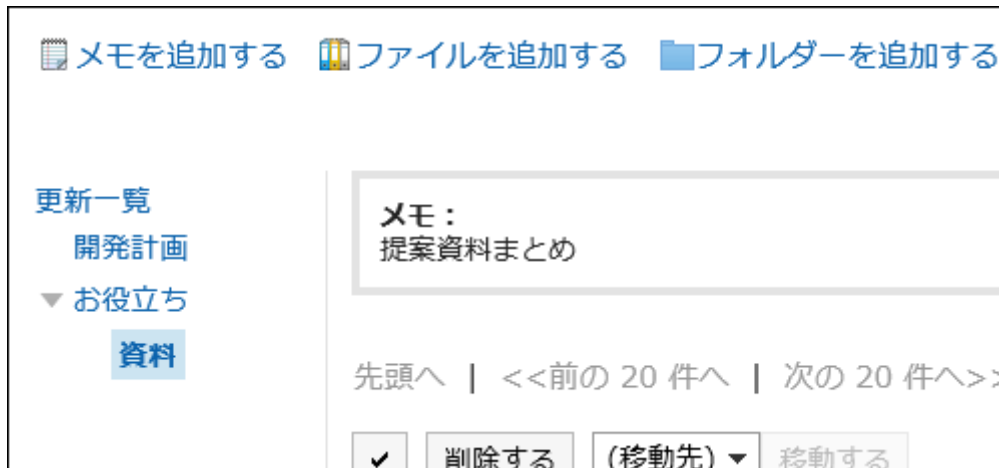 メモを追加する ファイルを追加する フォルダーを追加する
更新一覧
開発計画
お役立ち
資料
メモ：
提案資料まとめ
先頭へ | <<前の 20 件へ | 次の 20 件へ>>
削除する (移動先) 移動する